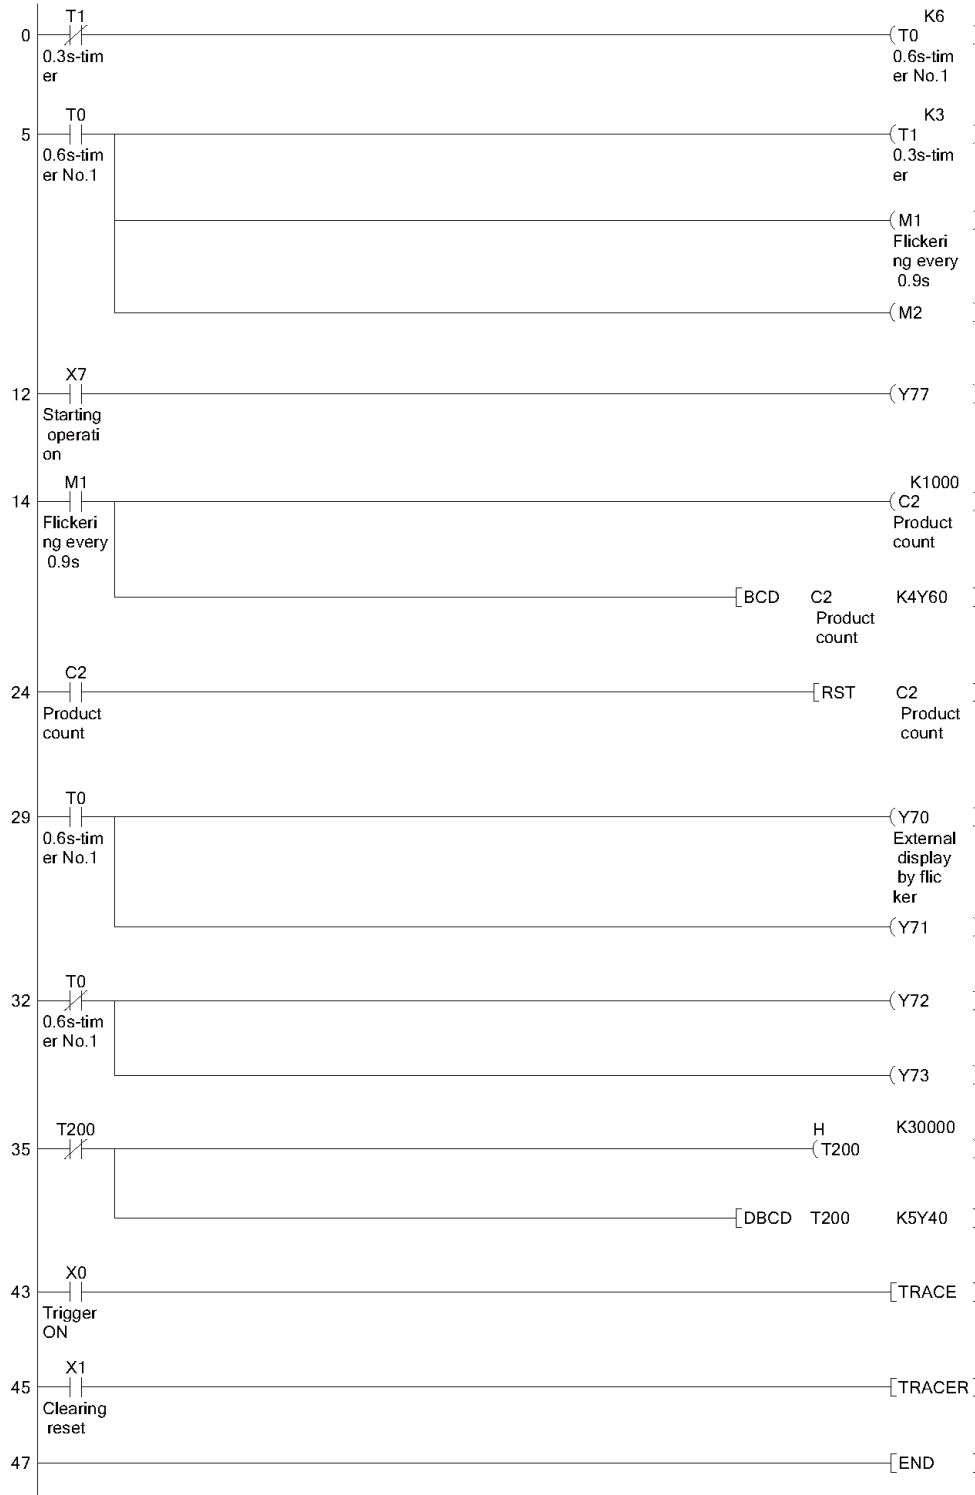 T1 K6
0 (T0
0.3s-tim 0.6s-tim
er er No.1
T0 K3
5 (T1
0.6s-tim 0.3s-tim
er No.1 er
(M1
Flickeri
ng every
0.9s
(M2
X7
12 (Y77
Starting
operati
on
M1 K1000
14 (C2
Flickeri Product
ng every count
0.9s
[BCD C2 K4Y60 ]
Product
count
C2
24 [RST C2 ]
Product Product
count count
T0
29 (Y70
0.6s-tim External
er No.1 display
by flic
ker
(Y71
T0
32 (Y72
0.6s-tim
er No.1
(Y73
T200 H K30000
35 (T200
[DBCD T200 K5Y40 ]
X0
43 [TRACE ]
Trigger
ON
X1
45 [TRACER]
Clearing
reset
47 [END ]